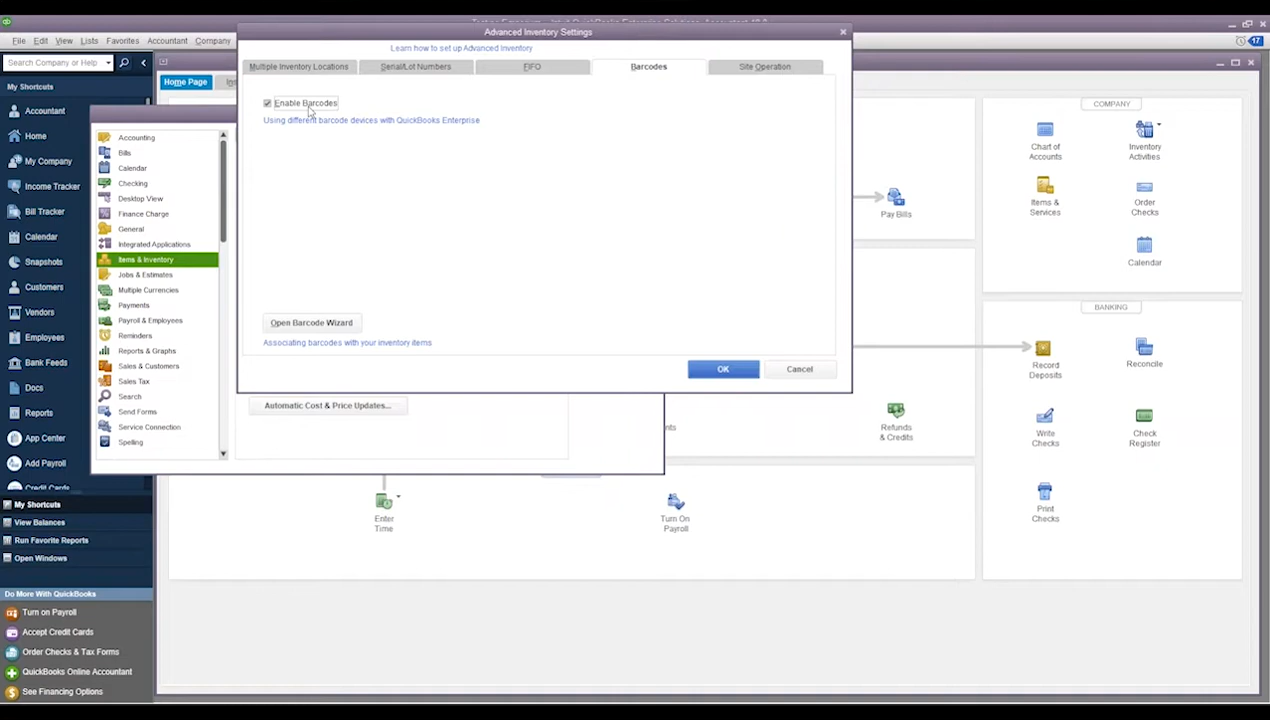 File Edit View Lists Favorites Accountant Company
Advanced Inventory Settings
17
Search Company or Help
Learn how to set up Advanced Inventory
Multiple Inventory Locations
Serial/Lot Numbers
FIFO
Barcodes
Site Operation
Enable Barcodes
Using different barcode devices with QuickBooks Enterprise
Open Barcode Wizard
Associating barcodes with your inventory items
OK
Cancel
My Shortcuts
Accountant
Home
My Company
Income Tracker
Bill Tracker
Calendar
Snapshots
Customers
Vendors
Employees
Bank Feeds
Docs
Reports
App Center
Add Payroll
Credit Cards
My Shortcuts
View Balances
Run Favorite Reports
Open Windows
Do More With QuickBooks
Turn on Payroll
Accept Credit Cards
Order Checks & Tax Forms
QuickBooks Online Accountant
See Financing Options
Home Page
Accounting
Bills
Calendar
Checking
Desktop View
Finance Charge
General
Integrated Applications
Items & Inventory
Jobs & Estimates
Multiple Currencies
Payments
Payroll & Employees
Reminders
Reports & Graphs
Sales & Customers
Sales Tax
Search
Send Forms
Service Connection
Spelling
Automatic Cost & Price Updates...
Pay Bills
nts
Refunds
& Credits
Enter
Time
Turn On
Payroll
COMPANY
Chart of
Accounts
Inventory
Activities
Items &
Services
Order
Checks
Calendar
BANKING
Record
Deposits
Reconcile
Write
Checks
Check
Register
Print
Checks